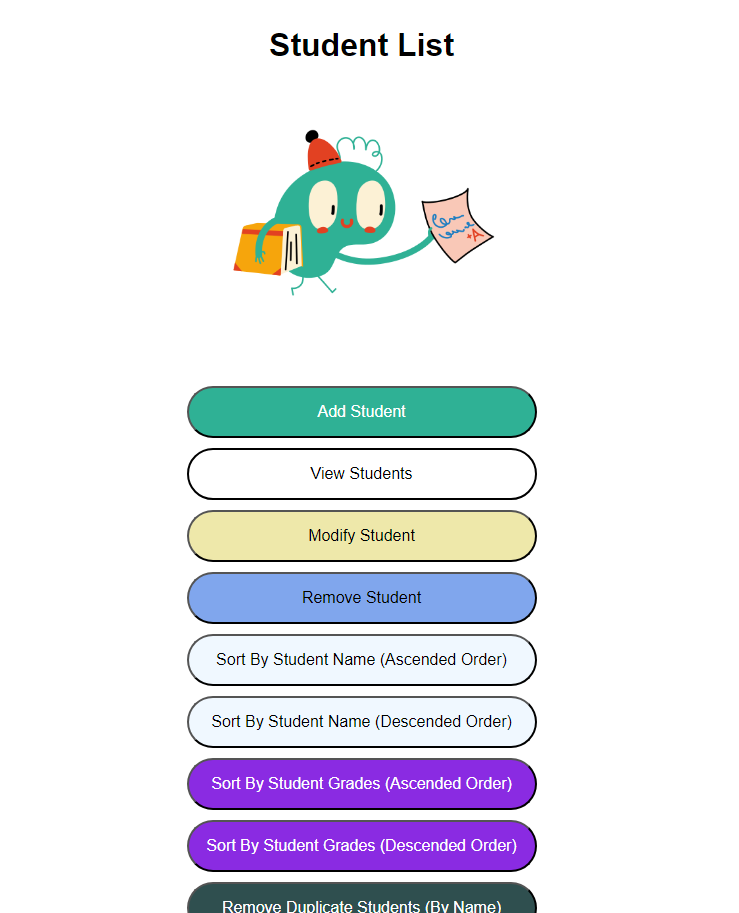 Student List
+A
Add Student
View Students
Modify Student
Remove Student
Sort By Student Name (Ascended Order)
Sort By Student Name (Descended Order)
Sort By Student Grades (Ascended Order)
Sort By Student Grades (Descended Order)
Remove Duplicate Students (By Name)